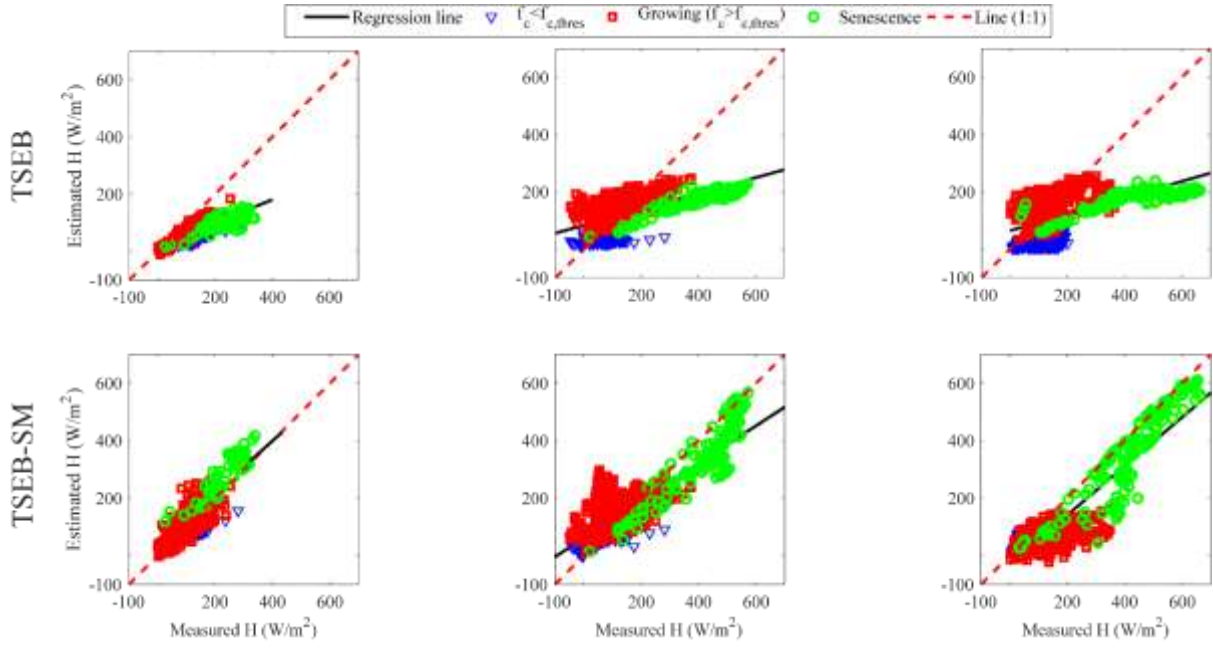 Regression line f_c<f_c,thres Growing (f_c>f_c,thres) Senescence Line (1:1)
TSEB
Estimated H (W/m²)
600
400
200
-100
-100 200 400 600
600
400
200
-100
-100 200 400 600
600
400
200
-100
-100 200 400 600
TSEB-SM
Estimated H (W/m²)
600
400
200
-100
-100 200 400 600
Measured H (W/m²)
600
400
200
-100
-100 200 400 600
Measured H (W/m²)
600
400
200
-100
-100 200 400 600
Measured H (W/m²)